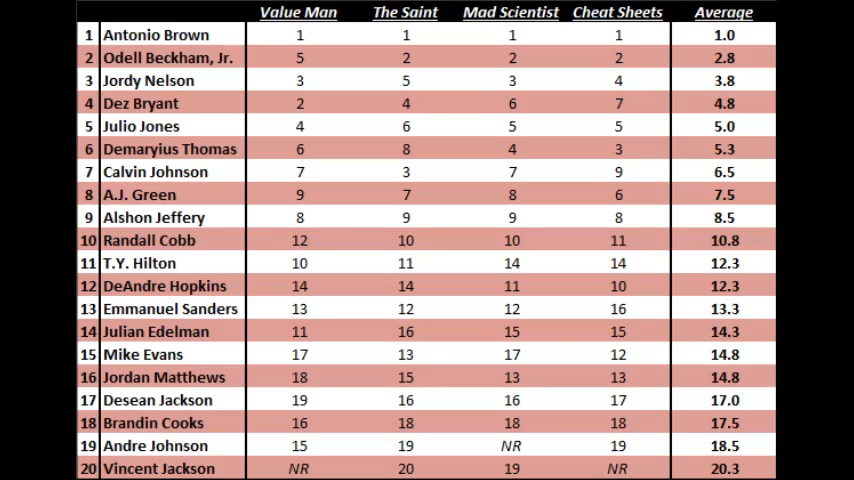 Value Man The Saint Mad Scientist Cheat Sheets Average
1 Antonio Brown 1 1 1 1 1.0
2 Odell Beckham, Jr. 5 2 2 2 2.8
3 Jordy Nelson 3 5 3 4 3.8
4 Dez Bryant 2 4 6 7 4.8
5 Julio Jones 4 6 5 5 5.0
6 Demaryius Thomas 6 8 4 3 5.3
7 Calvin Johnson 7 3 7 9 6.5
8 A.J. Green 9 7 8 6 7.5
9 Alshon Jeffery 8 9 9 8 8.5
10 Randall Cobb 12 10 10 11 10.8
11 T.Y. Hilton 10 11 14 14 12.3
12 DeAndre Hopkins 14 14 11 10 12.3
13 Emmanuel Sanders 13 12 12 16 13.3
14 Julian Edelman 11 16 15 15 14.3
15 Mike Evans 17 13 17 12 14.8
16 Jordan Matthews 18 15 13 13 14.8
17 Desean Jackson 19 16 16 17 17.0
18 Brandin Cooks 16 18 18 18 17.5
19 Andre Johnson 15 19 NR 19 18.5
20 Vincent Jackson NR 20 19 NR 20.3